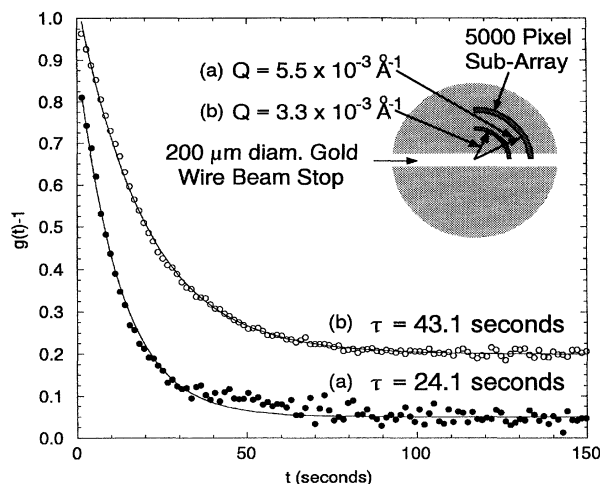 1.0
0.9
0.8
0.7
0.6
0.5
0.4
0.3
0.2
0.1
0.0
g(t)-1
0
50
100
150
t (seconds)
5000 Pixel
Sub-Array
(a) Q = 5.5 x 10⁻³ Å⁻¹
(b) Q = 3.3 x 10⁻³ Å⁻¹
200 μm diam. Gold
Wire Beam Stop
(b) τ = 43.1 seconds
(a) τ = 24.1 seconds